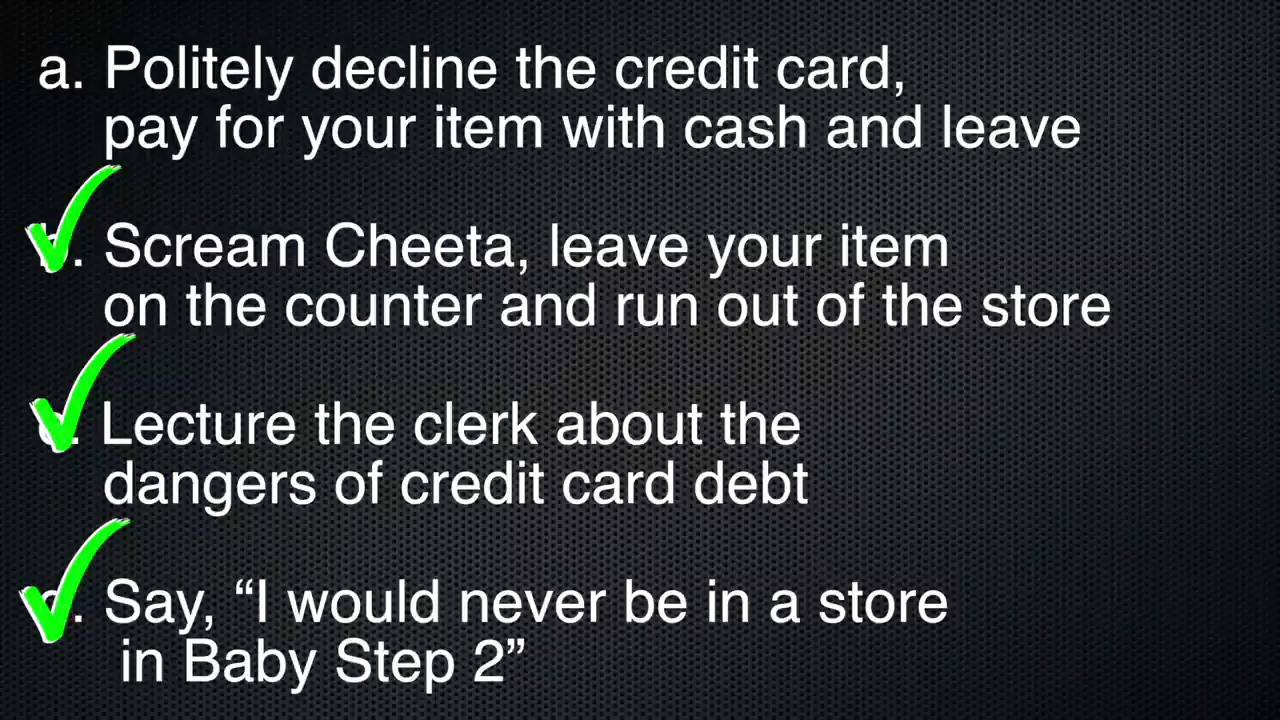 a. Politely decline the credit card,
pay for your item with cash and leave
. Scream Cheeta, leave your item
on the counter and run out of the store
. Lecture the clerk about the
dangers of credit card debt
. Say, “I would never be in a store
in Baby Step 2”